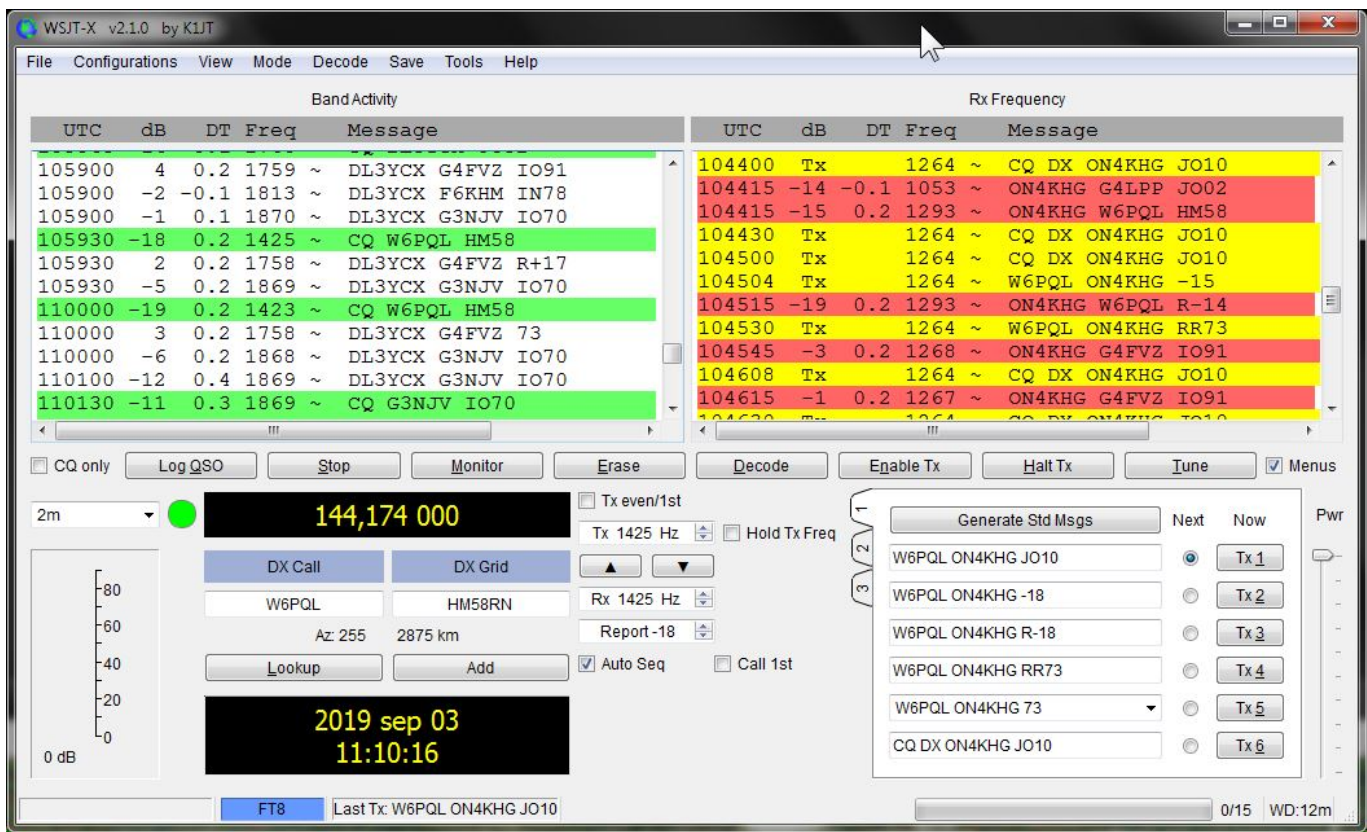 WSJT-X v2.1.0 by K1JT
File Configurations View Mode Decode Save Tools Help
Band Activity
UTC dB DT Freq Message
105900 4 0.2 1759 ~ DL3YCX G4FVZ IO91
105900 -2 -0.1 1813 ~ DL3YCX F6KHM IN78
105900 -1 0.1 1870 ~ DL3YCX G3NJV IO70
105930 -18 0.2 1425 ~ CQ W6PQL HM58
105930 2 0.2 1758 ~ DL3YCX G4FVZ R+17
105930 -5 0.2 1869 ~ DL3YCX G3NJV IO70
110000 -19 0.2 1423 ~ CQ W6PQL HM58
110000 3 0.2 1758 ~ DL3YCX G4FVZ 73
110000 -6 0.2 1868 ~ DL3YCX G3NJV IO70
110100 -12 0.4 1869 ~ DL3YCX G3NJV IO70
110130 -11 0.3 1869 ~ CQ G3NJV IO70
Rx Frequency
UTC dB DT Freq Message
104400 Tx 1264 ~ CQ DX ON4KHG JO10
104415 -14 -0.1 1053 ~ ON4KHG G4LPP JO02
104415 -15 0.2 1293 ~ ON4KHG W6PQL HM58
104430 Tx 1264 ~ CQ DX ON4KHG JO10
104500 Tx 1264 ~ CQ DX ON4KHG JO10
104504 Tx 1264 ~ W6PQL ON4KHG -15
104515 -19 0.2 1293 ~ ON4KHG W6PQL R-14
104530 Tx 1264 ~ W6PQL ON4KHG RR73
104545 -3 0.2 1268 ~ ON4KHG G4FVZ IO91
104608 Tx 1264 ~ CQ DX ON4KHG JO10
104615 -1 0.2 1267 ~ ON4KHG G4FVZ IO91
CQ only Log QSO Stop Monitor Erase Decode Enable Tx Halt Tx Tune Menus
2m
144,174 000
DX Call DX Grid
W6PQL HM58RN
Az: 255 2875 km
Lookup Add
2019 sep 03
11:10:16
80
60
40
20
0
0 dB
Tx even/1st
Tx 1425 Hz Hold Tx Freq
▲ ▼
Rx 1425 Hz
Report -18
Auto Seq Call 1st
1
2
3
Generate Std Msgs Next Now Pwr
W6PQL ON4KHG JO10 Tx 1
W6PQL ON4KHG -18 Tx 2
W6PQL ON4KHG R-18 Tx 3
W6PQL ON4KHG RR73 Tx 4
W6PQL ON4KHG 73 Tx 5
CQ DX ON4KHG JO10 Tx 6
FT8 Last Tx: W6PQL ON4KHG JO10 0/15 WD:12m